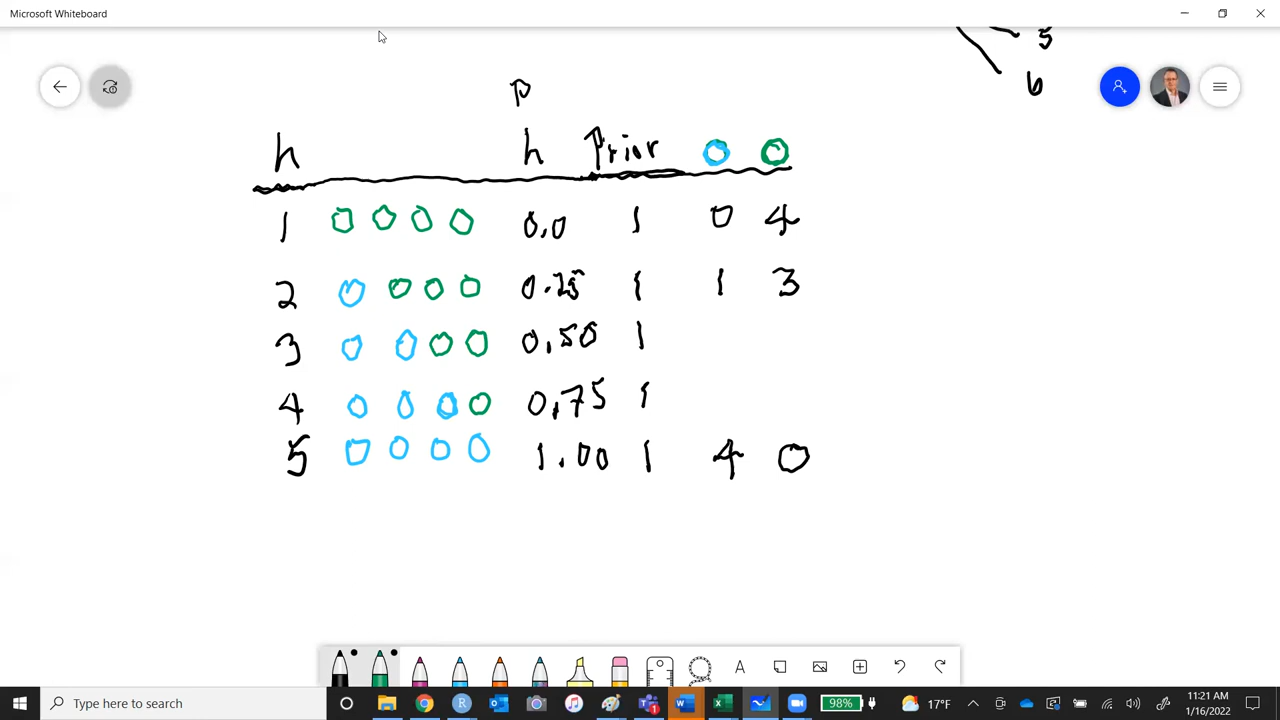 Microsoft Whiteboard
5
6
p
h h Prior
1 0.0 1 0 4
2 0.25 1 1 3
3 0.50 1
4 0.75 1
5 1.00 1 4 0
A
Type here to search
98%
17°F
11:21 AM
1/16/2022